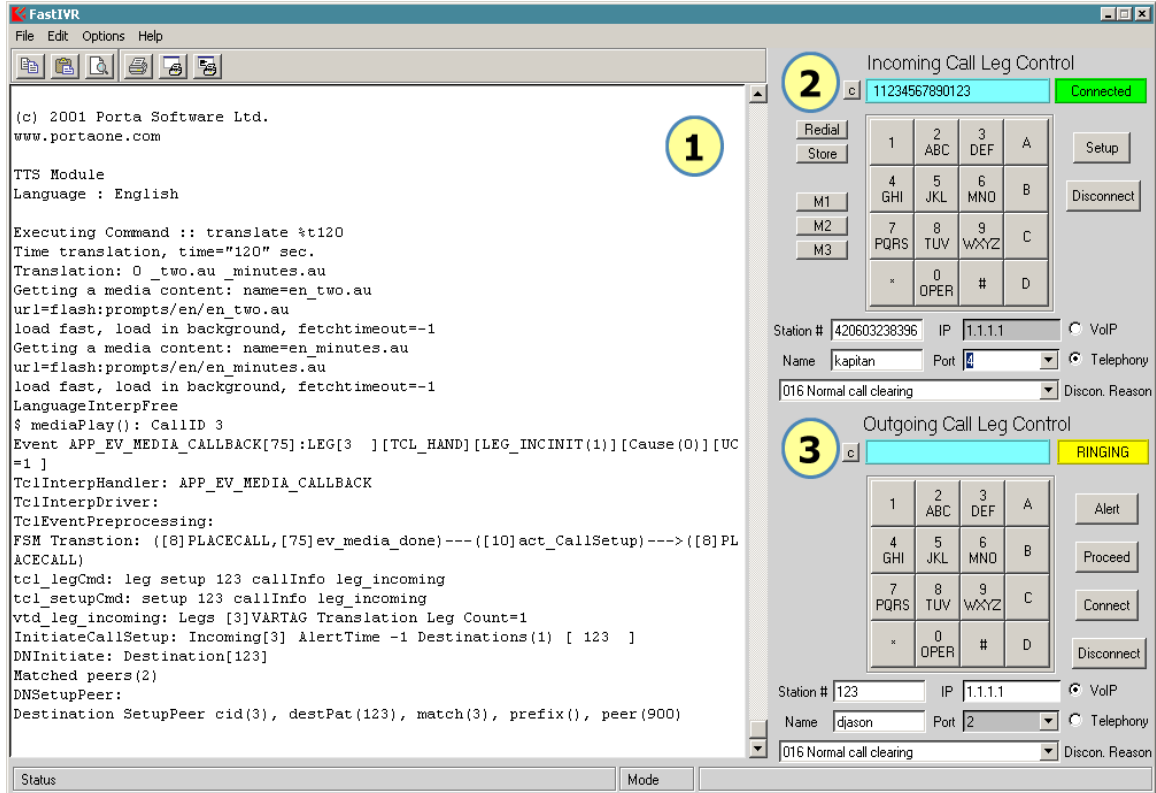 FastIVR
File Edit Options Help
(c) 2001 Porta Software Ltd.
www.portaone.com
TTS Module
Language : English
Executing Command :: translate %t120
Time translation, time="120" sec.
Translation: 0 _two.au _minutes.au
Getting a media content: name=en_two.au
url=flash:prompts/en/en_two.au
load fast, load in background, fetchtimeout=-1
Getting a media content: name=en_minutes.au
url=flash:prompts/en/en_minutes.au
load fast, load in background, fetchtimeout=-1
LanguageInterpFree
$ mediaPlay(): CallID 3
Event APP_EV_MEDIA_CALLBACK[75]:LEG[3 ][TCL_HAND][LEG_INCINIT(1)][Cause(0)][UC
=1 ]
TclInterpHandler: APP_EV_MEDIA_CALLBACK
TclInterpDriver:
TclEventPreprocessing:
FSM Transtion: ([8]PLACECALL,[75]ev_media_done)---([10]act_CallSetup)--->([8]PL
ACECALL)
tcl_legCmd: leg setup 123 callInfo leg_incoming
tcl_setupCmd: setup 123 callInfo leg_incoming
vtd_leg_incoming: Legs [3]VARTAG Translation Leg Count=1
InitiateCallSetup: Incoming[3] AlertTime -1 Destinations(1) [ 123 ]
DNInitiate: Destination[123]
Matched peers(2)
DNSetupPeer:
Destination SetupPeer cid(3), destPat(123), match(3), prefix(), peer(900)
1
2
Incoming Call Leg Control
c 11234567890123 Connected
Redial
Store
M1
M2
M3
1 2 3 A
ABC DEF
4 5 6 B
GHI JKL MNO
7 8 9 C
PQRS TUV WXYZ
* 0 # D
OPER
Setup
Disconnect
Station # 420603238396 IP 1.1.1.1 VoIP
Name kapitan Port 4 Telephony
016 Normal call clearing Discon. Reason
3
Outgoing Call Leg Control
c RINGING
1 2 3 A
ABC DEF
4 5 6 B
GHI JKL MNO
7 8 9 C
PQRS TUV WXYZ
* 0 # D
OPER
Alert
Proceed
Connect
Disconnect
Station # 123 IP 1.1.1.1 VoIP
Name djason Port 2 Telephony
016 Normal call clearing Discon. Reason
Status Mode